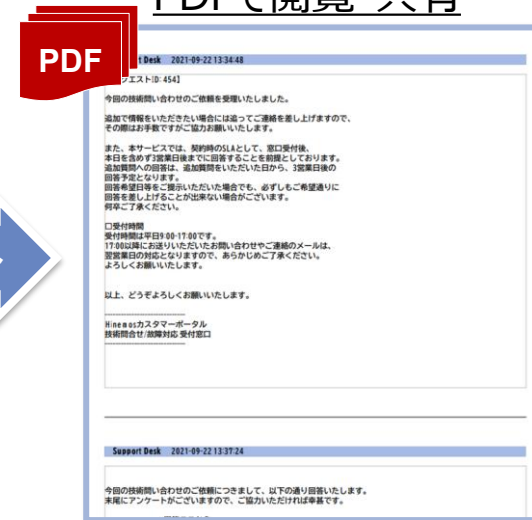 PDFで閲覧・共有
PDF
t Desk 2021-09-22 13:34:48
クエストID: 454]
今回の技術問い合わせのご依頼を受理いたしました。
追加で情報をいただきたい場合には追ってご連絡を差し上げますので、
その際はお手数ですがご協力お願いいたします。
また、本サービスでは、契約時のSLAとして、窓口受付後、
本日を含めず3営業日後までに回答することを前提としております。
追加質問への回答は、追加質問をいただいた日から、3営業日後の
回答予定となります。
回答希望日等をご提示いただいた場合でも、必ずしもご希望通りに
回答を差し上げることが出来ない場合がございます。
何卒ご了承ください。
□受付時間
受付時間は平日9:00-17:00です。
17:00以降にお送りいただいたお問い合わせやご連絡のメールは、
翌営業日の対応となりますので、あらかじめご了承ください。
よろしくお願いいたします。
以上、どうぞよろしくお願いいたします。
Hinemosカスタマーポータル
技術問合せ/故障対応 受付窓口
Support Desk 2021-09-22 13:37:24
今回の技術問い合わせのご依頼につきまして、以下の通り回答いたします。
末尾にアンケートがございますので、ご協力いただければ幸甚です。